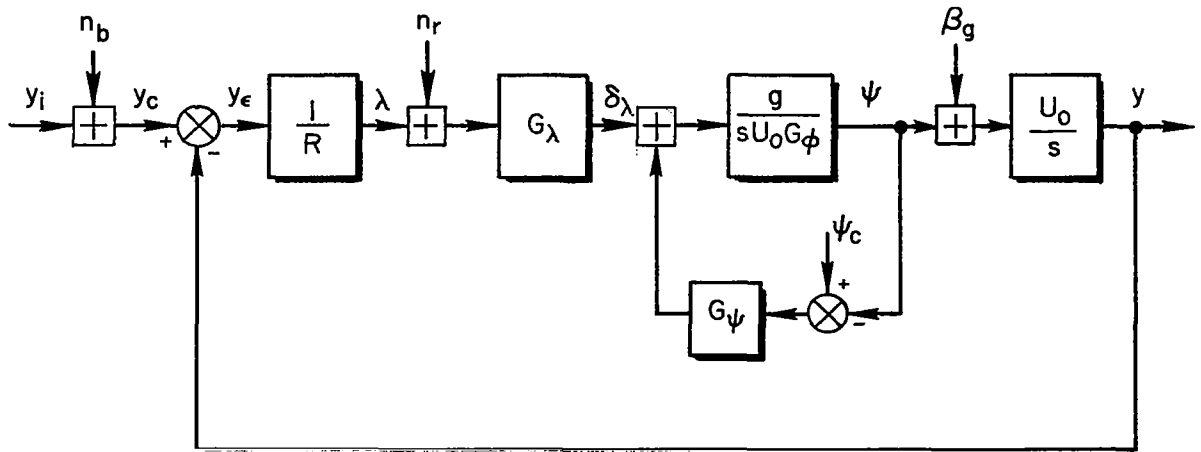 n_b
n_r
β_g
y_i
+
y_c
+
-
y_ϵ
1
R
λ
+
G_λ
δ_λ
+
g
sU_oG_ϕ
ψ
+
U_o
s
y
ψ_c
+
-
G_ψ